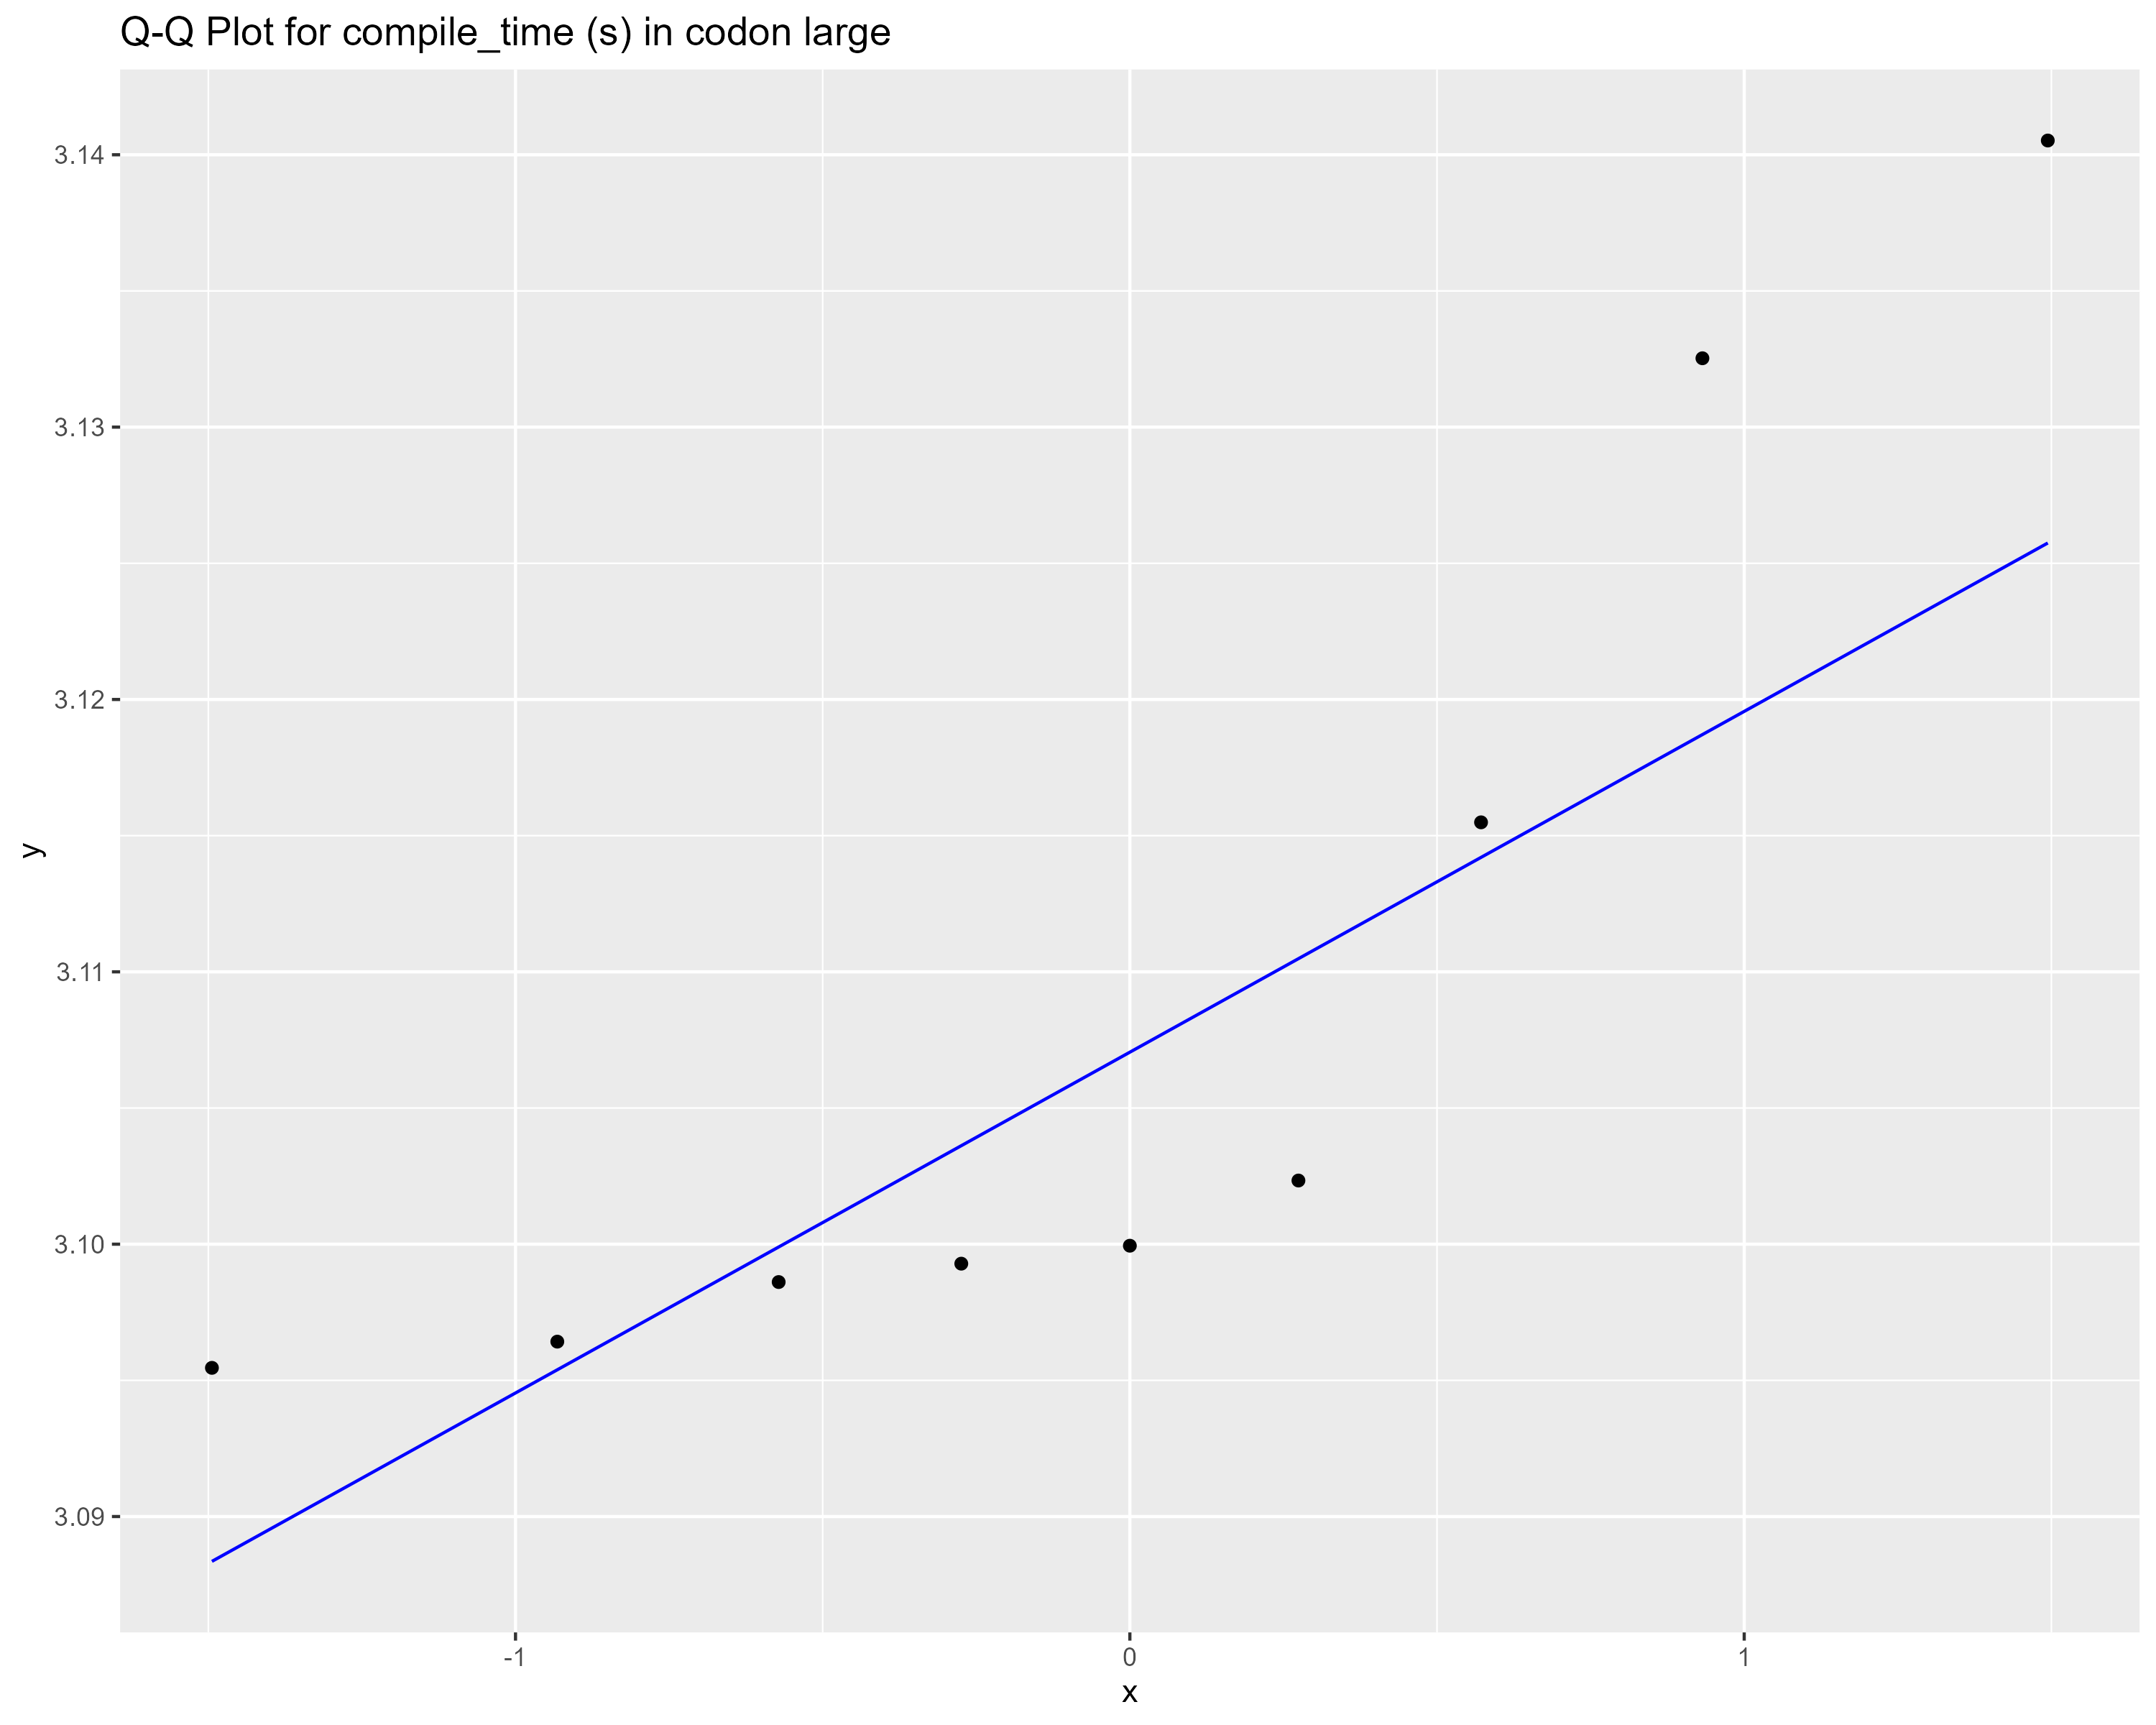 Q-Q Plot for compile_time (s) in codon large
3.14
3.13
3.12
3.11
3.10
3.09
y
-1 0 1
x